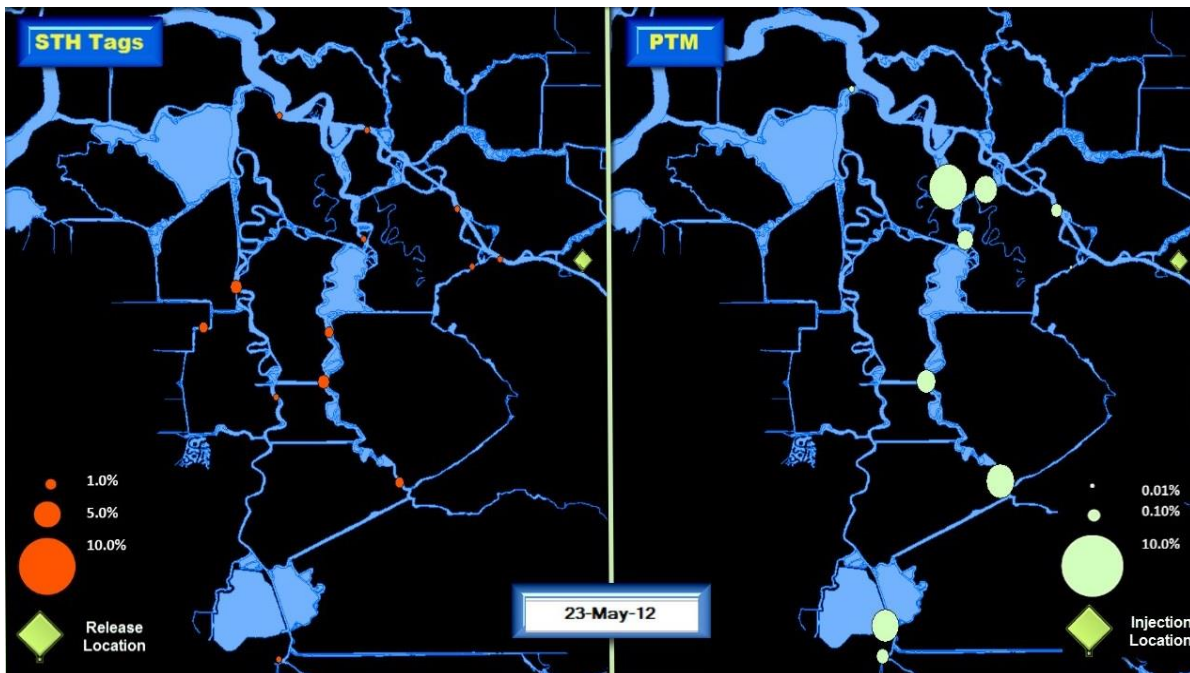 STH Tags
PTM
1.0%
5.0%
10.0%
Release
Location
23-May-12
0.01%
0.10%
10.0%
Injection
Location